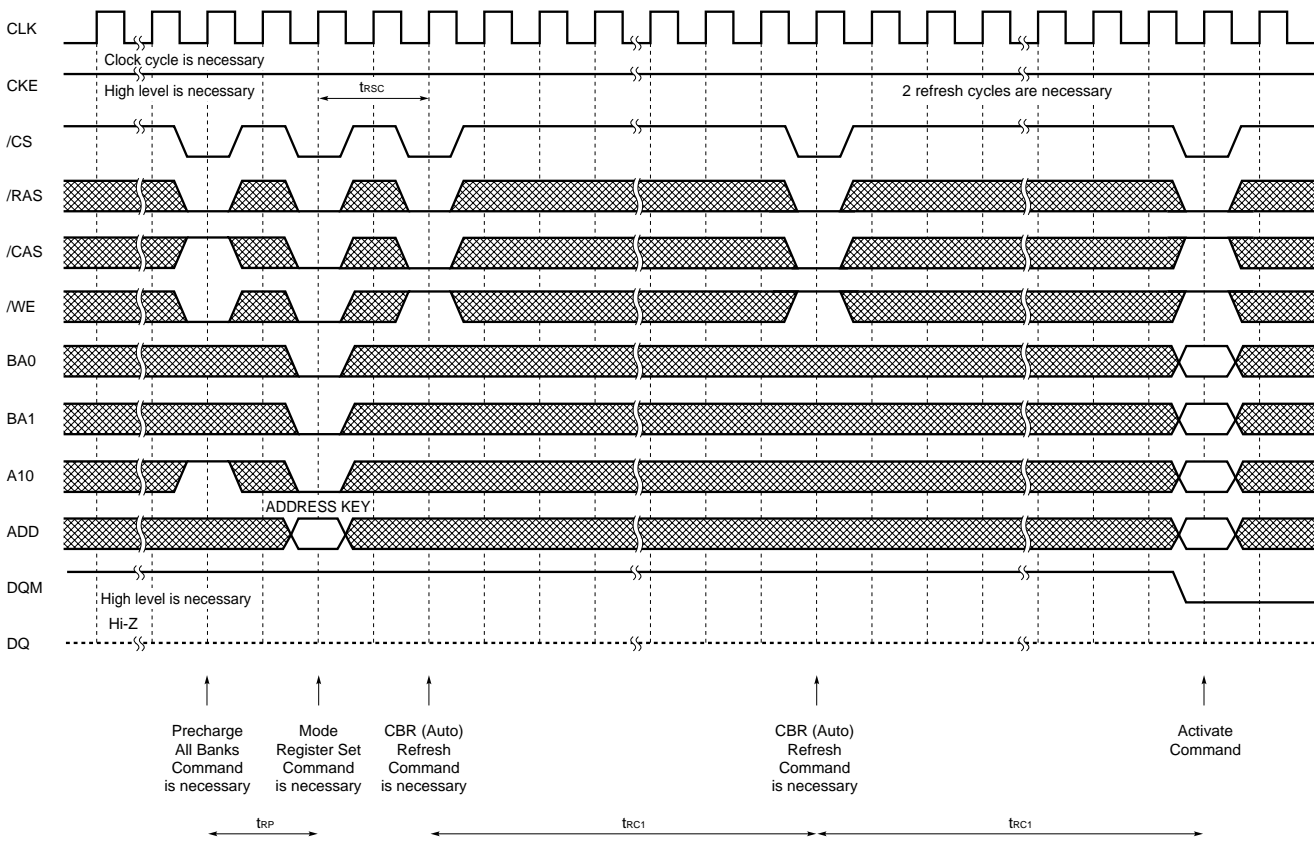 CLK
Clock cycle is necessary
CKE
High level is necessary
tRSC
2 refresh cycles are necessary
/CS
/RAS
/CAS
/WE
BA0
BA1
A10
ADDRESS KEY
ADD
DQM
High level is necessary
Hi-Z
DQ
Precharge
All Banks
Command
is necessary
Mode
Register Set
Command
is necessary
CBR (Auto)
Refresh
Command
is necessary
CBR (Auto)
Refresh
Command
is necessary
Activate
Command
tRP
tRC1
tRC1